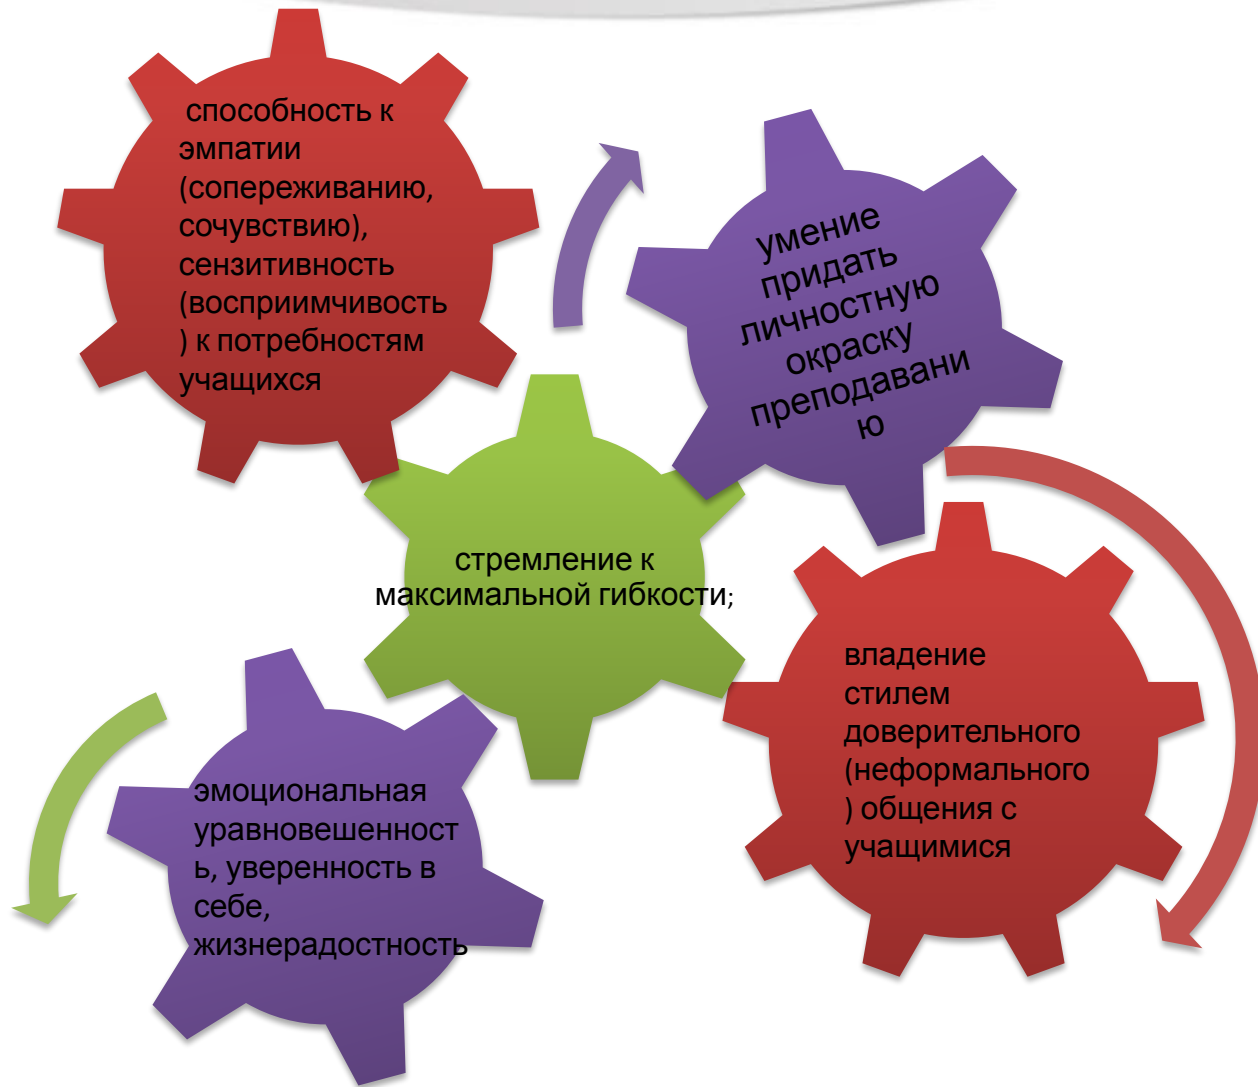 способность к
эмпатии
(сопереживанию,
сочувствию),
сензитивность
(восприимчивость
) к потребностям
учащихся
умение
придать
личностную
окраску
преподавани
ю
стремление к
максимальной гибкости;
владение
стилем
доверительного
(неформального
) общения с
учащимися
эмоциональная
уравновешенност
ь, уверенность в
себе,
жизнерадостность